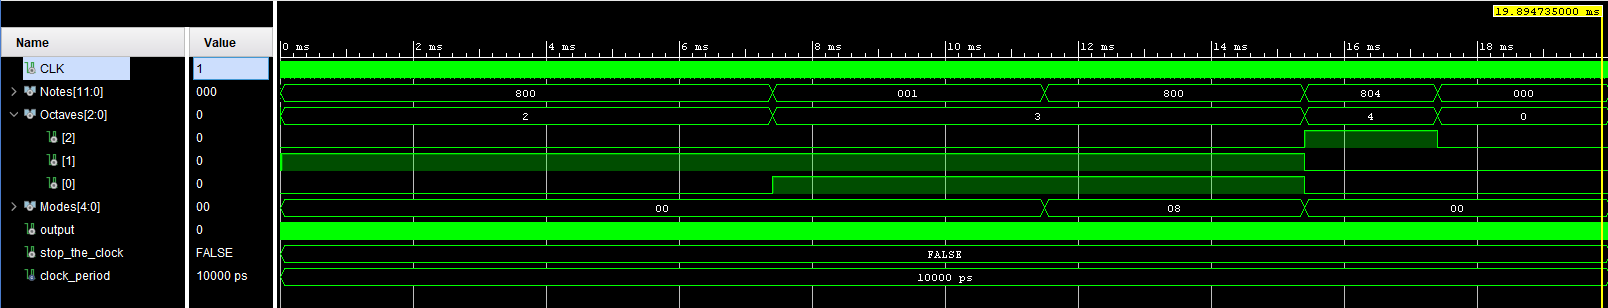 19.894735000 ms
Name Value
0 ms 2 ms 4 ms 6 ms 8 ms 10 ms 12 ms 14 ms 16 ms 18 ms
CLK 1
Notes[11:0] 000 800 001 800 804 000
Octaves[2:0] 0 2 3 4 0
[2] 0
[1] 0
[0] 0
Modes[4:0] 00 00 08 00
output 0
stop_the_clock FALSE FALSE
clock_period 10000 ps 10000 ps